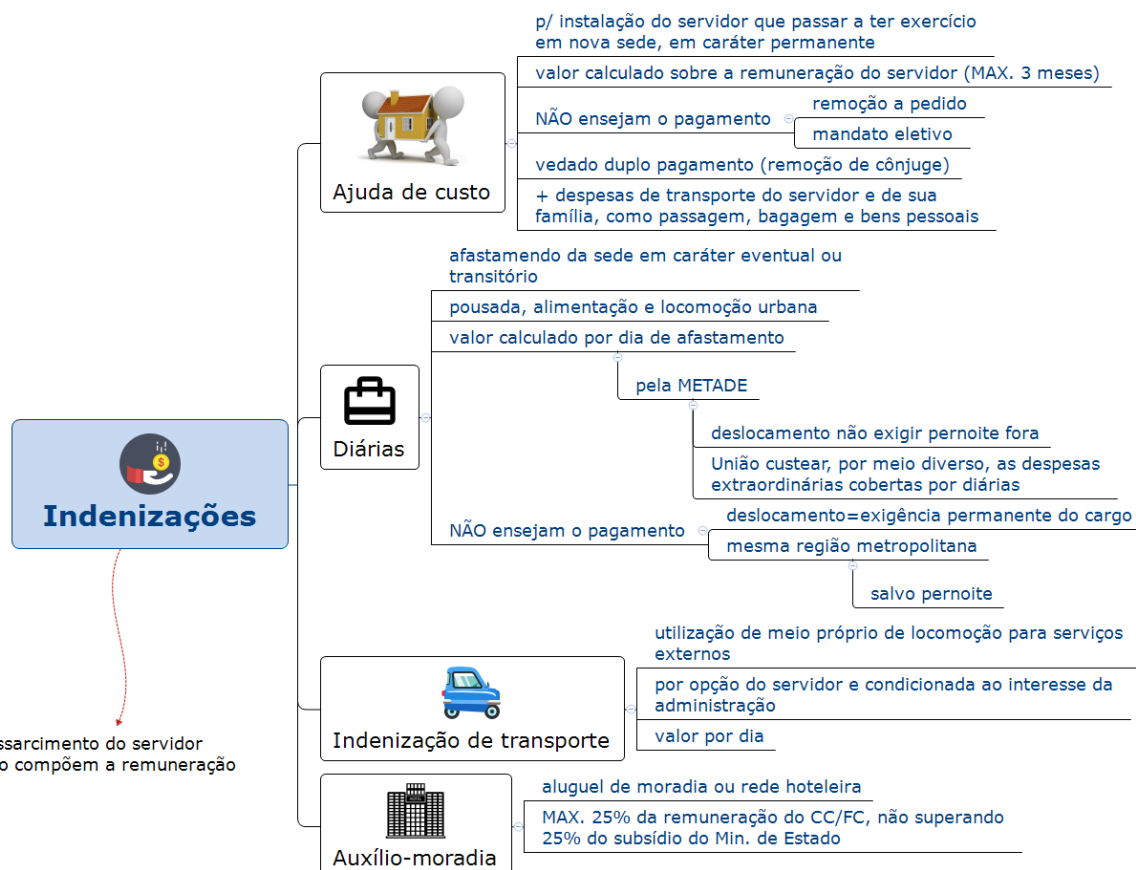 p/ instalação do servidor que passar a ter exercício
em nova sede, em caráter permanente
valor calculado sobre a remuneração do servidor (MAX. 3 meses)
NÃO ensejam o pagamento
remoção a pedido
mandato eletivo
vedado duplo pagamento (remoção de cônjuge)
+ despesas de transporte do servidor e de sua
família, como passagem, bagagem e bens pessoais
Ajuda de custo
afastamendo da sede em caráter eventual ou
transitório
pousada, alimentação e locomoção urbana
valor calculado por dia de afastamento
pela METADE
deslocamento não exigir pernoite fora
União custear, por meio diverso, as despesas
extraordinárias cobertas por diárias
Diárias
NÃO ensejam o pagamento
deslocamento=exigência permanente do cargo
mesma região metropolitana
salvo pernoite
Indenizações
utilização de meio próprio de locomoção para serviços
externos
por opção do servidor e condicionada ao interesse da
administração
valor por dia
Indenização de transporte
ssarcimento do servidor
o compõem a remuneração
aluguel de moradia ou rede hoteleira
MAX. 25% da remuneração do CC/FC, não superando
25% do subsídio do Min. de Estado
Auxílio-moradia